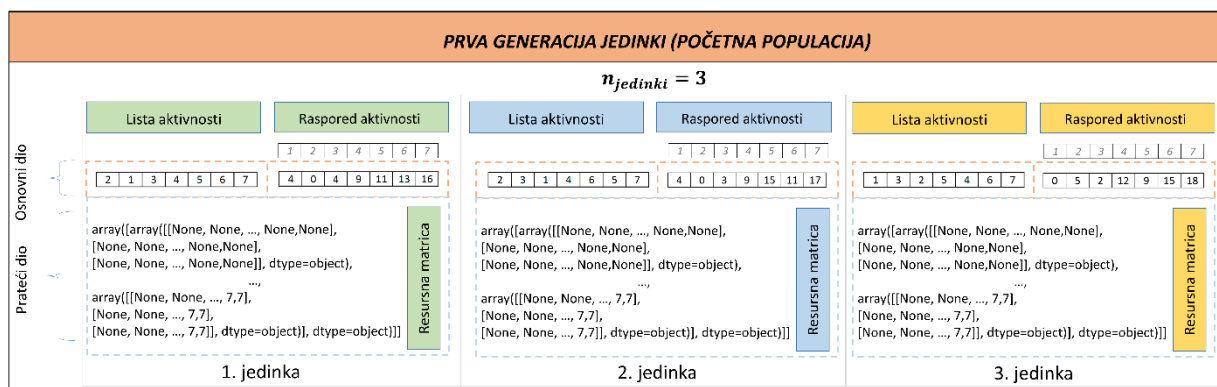 PRVA GENERACIJA JEDINKI (POČETNA POPULACIJA)
n_jedinki = 3
Osnovni dio
Prateći dio
Lista aktivnosti
Raspored aktivnosti
1 2 3 4 5 6 7
2 1 3 4 5 6 7
4 0 4 9 11 13 16
array([array([[None, None, ..., None,None],
[None, None, ..., None,None],
[None, None, ..., None,None]], dtype=object),
...,
array([[None, None, ..., 7,7],
[None, None, ..., 7,7],
[None, None, ..., 7,7]], dtype=object)], dtype=object)]]
Resursna matrica
1. jedinka
Lista aktivnosti
Raspored aktivnosti
1 2 3 4 5 6 7
2 3 1 4 6 5 7
4 0 3 9 15 11 17
array([array([[None, None, ..., None,None],
[None, None, ..., None,None],
[None, None, ..., None,None]], dtype=object),
...,
array([[None, None, ..., 7,7],
[None, None, ..., 7,7],
[None, None, ..., 7,7]], dtype=object)], dtype=object)]]
Resursna matrica
2. jedinka
Lista aktivnosti
Raspored aktivnosti
1 2 3 4 5 6 7
1 3 2 5 4 6 7
0 5 2 12 9 15 18
array([array([[None, None, ..., None,None],
[None, None, ..., None,None],
[None, None, ..., None,None]], dtype=object),
...,
array([[None, None, ..., 7,7],
[None, None, ..., 7,7],
[None, None, ..., 7,7]], dtype=object)], dtype=object)]]
Resursna matrica
3. jedinka